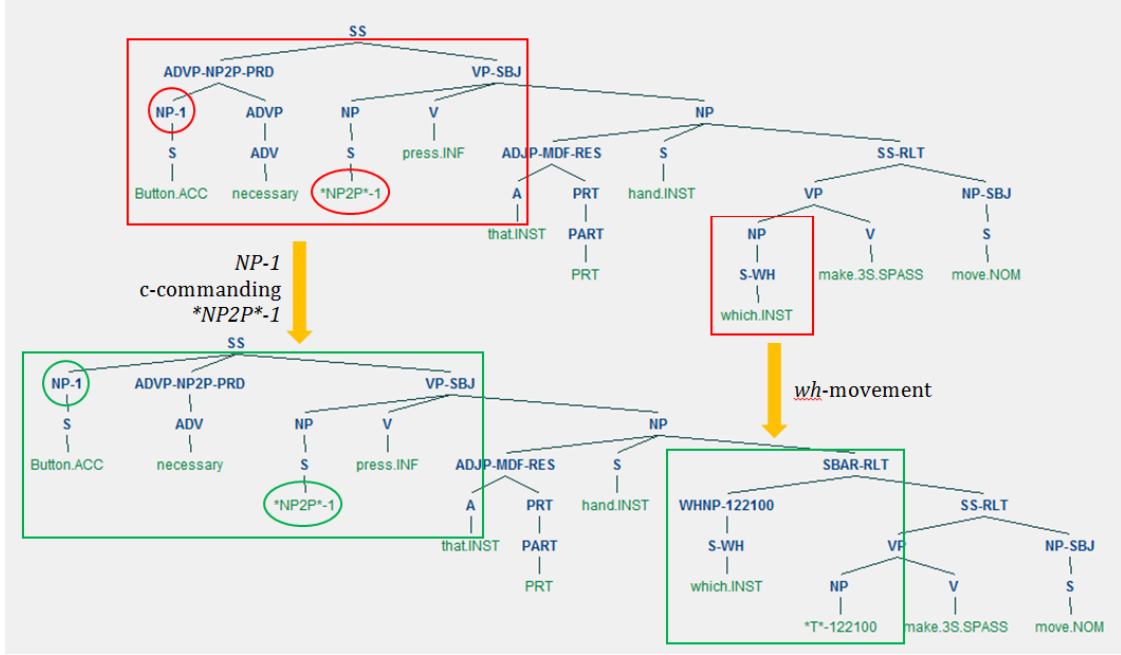 SS
ADVP-NP2P-PRD VP-SBJ
NP-1 ADVP NP V NP
S ADV S press.INF ADJP-MDF-RES S SS-RLT
Button.ACC necessary *NP2P*-1 A PRT hand.INST VP NP-SBJ
that.INST PART NP V S
PRT S-WH make.3S.SPASS move.NOM
which.INST
NP-1
c-commanding
*NP2P*-1
wh-movement
SS
NP-1 ADVP-NP2P-PRD VP-SBJ
S ADV NP V NP
Button.ACC necessary S press.INF ADJP-MDF-RES S SBAR-RLT
*NP2P*-1 A PRT hand.INST WHNP-122100 SS-RLT
that.INST PART S-WH VP NP-SBJ
PRT which.INST NP V S
*T*-122100 make.3S.SPASS move.NOM